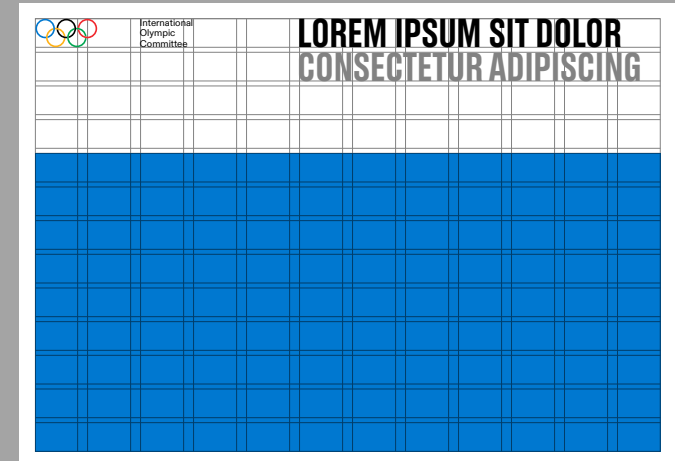 International
Olympic
Committee
LOREM IPSUM SIT DOLOR
CONSECTETUR ADIPISCING